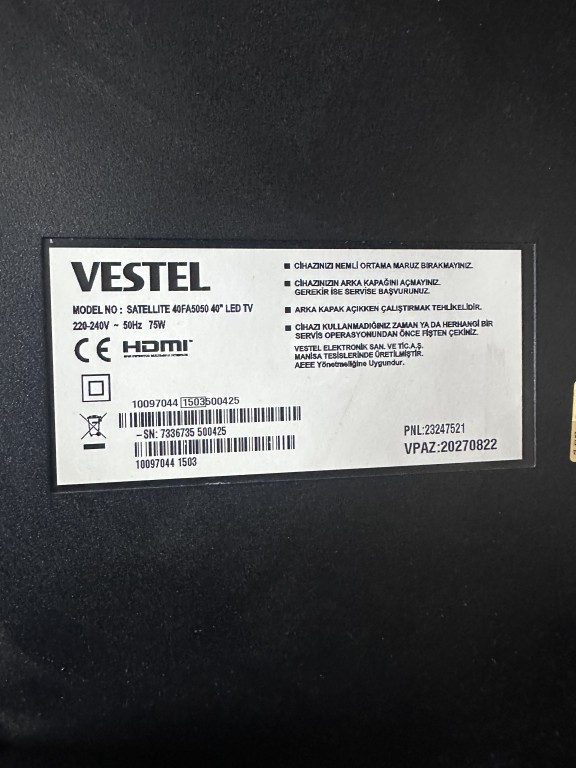 VESTEL
MODEL NO : SATELLITE 40FA5050 40" LED TV
220-240V ~ 50Hz 75W
CE HDMI
10097044 1503 500425
-SN: 7336735 500425
10097044 1503
■ CİHAZINIZI NEMLİ ORTAMA MARUZ BIRAKMAYINIZ.
■ CİHAZINIZIN ARKA KAPAĞINI AÇMAYINIZ.
GEREKİR İSE SERVİSE BAŞVURUNUZ.
■ ARKA KAPAK AÇIKKEN ÇALIŞTIRMAK TEHLİKELİDİR.
■ CİHAZI KULLANMADIĞINIZ ZAMAN YA DA HERHANGİ BİR
SERVİS OPERASYONUNDAN ÖNCE FİŞTEN ÇEKİNİZ.
VESTEL ELEKTRONİK SAN. VE TİC.A.Ş.
MANİSA TESİSLERİNDE ÜRETİLMİŞTİR.
AEEE Yönetmeliğine Uygundur.
PNL:23247521
VPAZ:20270822